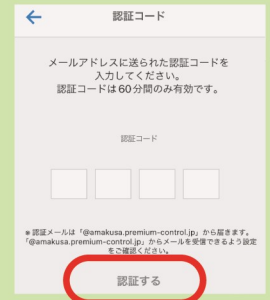 認証コード
メールアドレスに送られた認証コードを
入力してください。
認証コードは60分間のみ有効です。
認証コード
※認証メールは「@amakusa.premium-control.jp」から届きます。
「@amakusa.premium-control.jp」からメールを受信できるよう設定
をご確認ください。
認証する